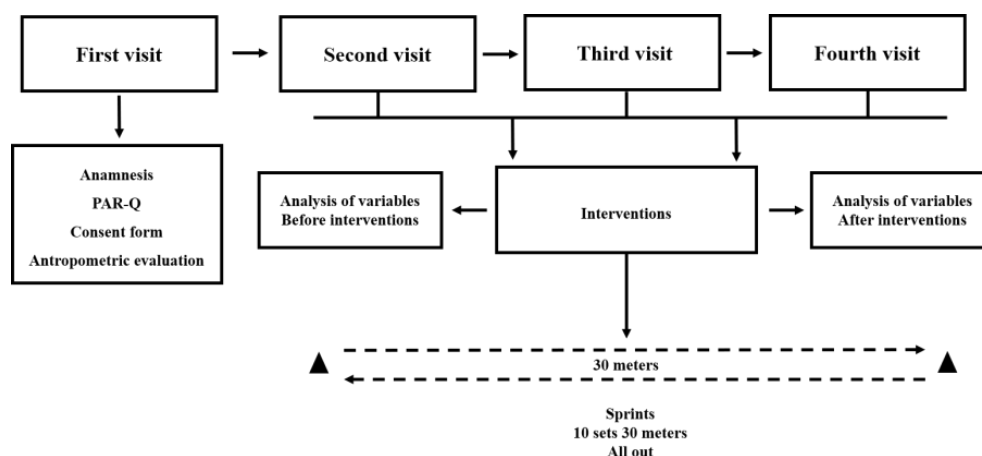 First visit
Second visit
Third visit
Fourth visit
Anamnesis
PAR-Q
Consent form
Antropometric evaluation
Analysis of variables
Before interventions
Interventions
Analysis of variables
After interventions
30 meters
Sprints
10 sets 30 meters
All out